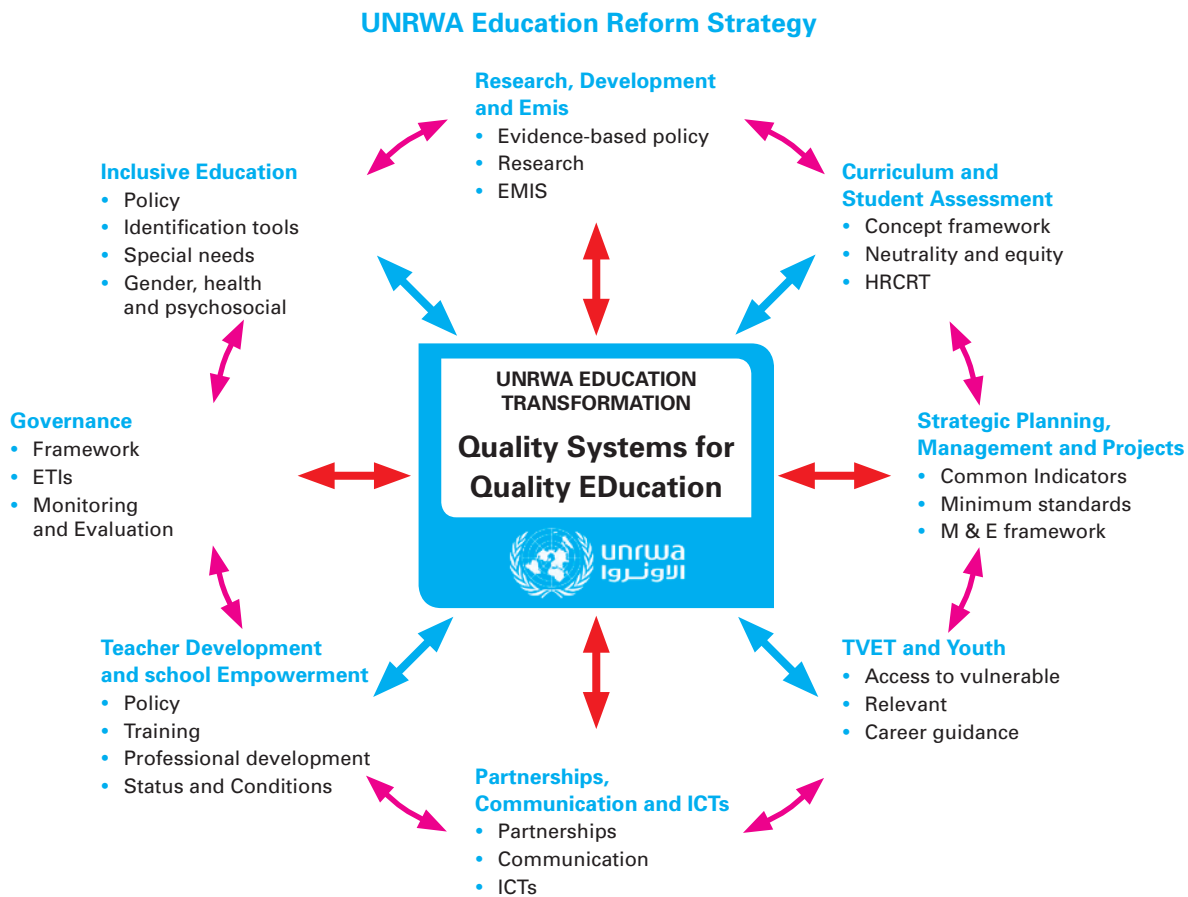 UNRWA Education Reform Strategy
Research, Development
and Emis
• Evidence-based policy
• Research
• EMIS
Inclusive Education
• Policy
• Identification tools
• Special needs
• Gender, health
and psychosocial
Curriculum and
Student Assessment
• Concept framework
• Neutrality and equity
• HRCRT
UNRWA EDUCATION
TRANSFORMATION
Quality Systems for
Quality EDucation
unrwa
الأونروا
Governance
• Framework
• ETIs
• Monitoring
and Evaluation
Strategic Planning,
Management and Projects
• Common Indicators
• Minimum standards
• M & E framework
Teacher Development
and school Empowerment
• Policy
• Training
• Professional development
• Status and Conditions
TVET and Youth
• Access to vulnerable
• Relevant
• Career guidance
Partnerships,
Communication and ICTs
• Partnerships
• Communication
• ICTs